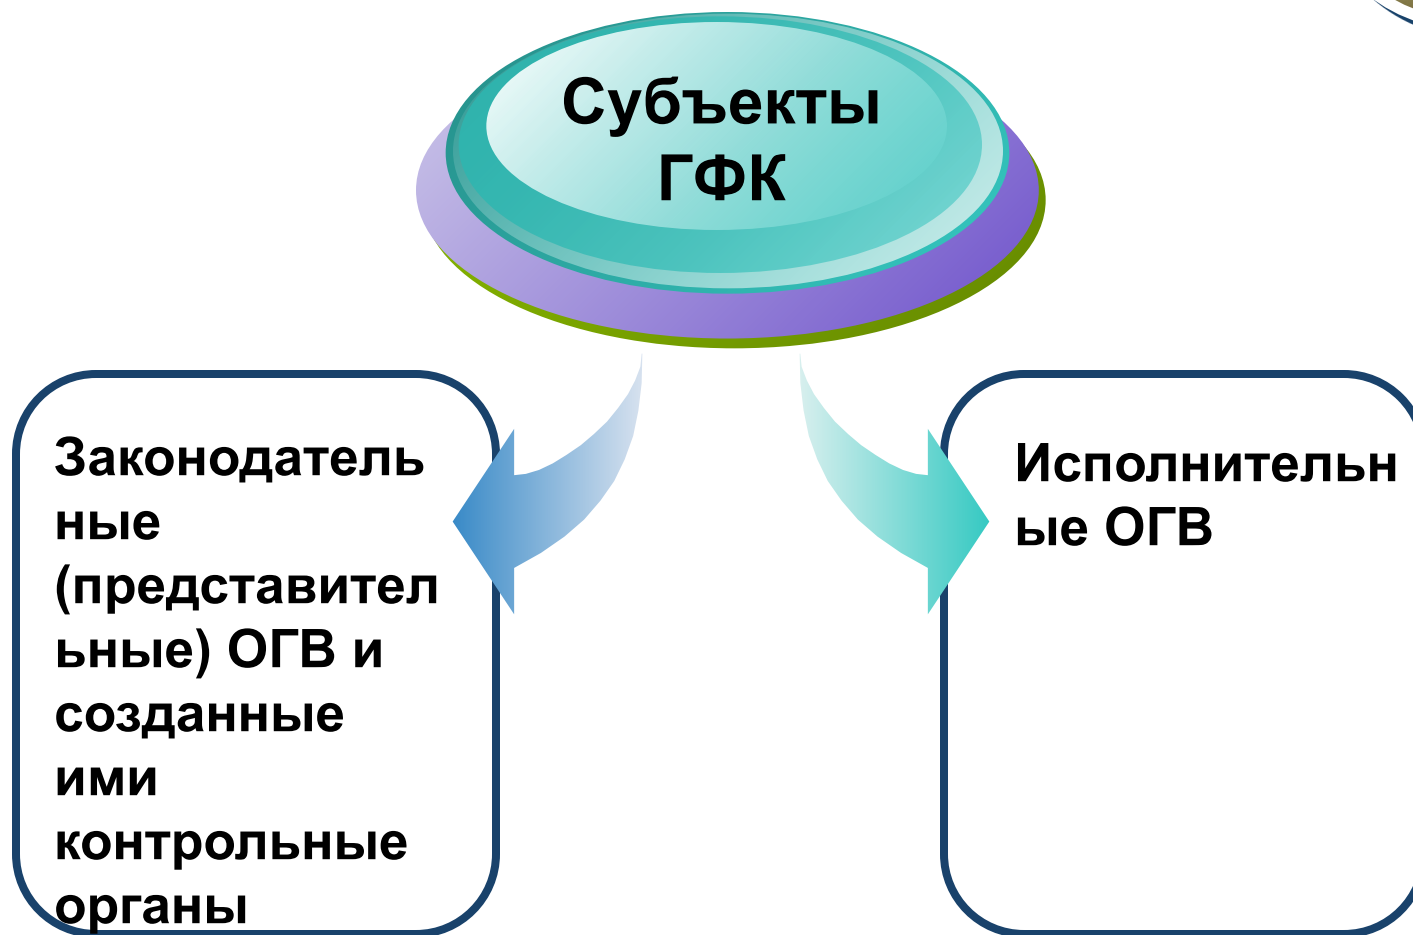 Субъекты
ГФК
Законодатель
ные
(представител
ьные) ОГВ и
созданные
ими
контрольные
органы
Исполнительн
ые ОГВ